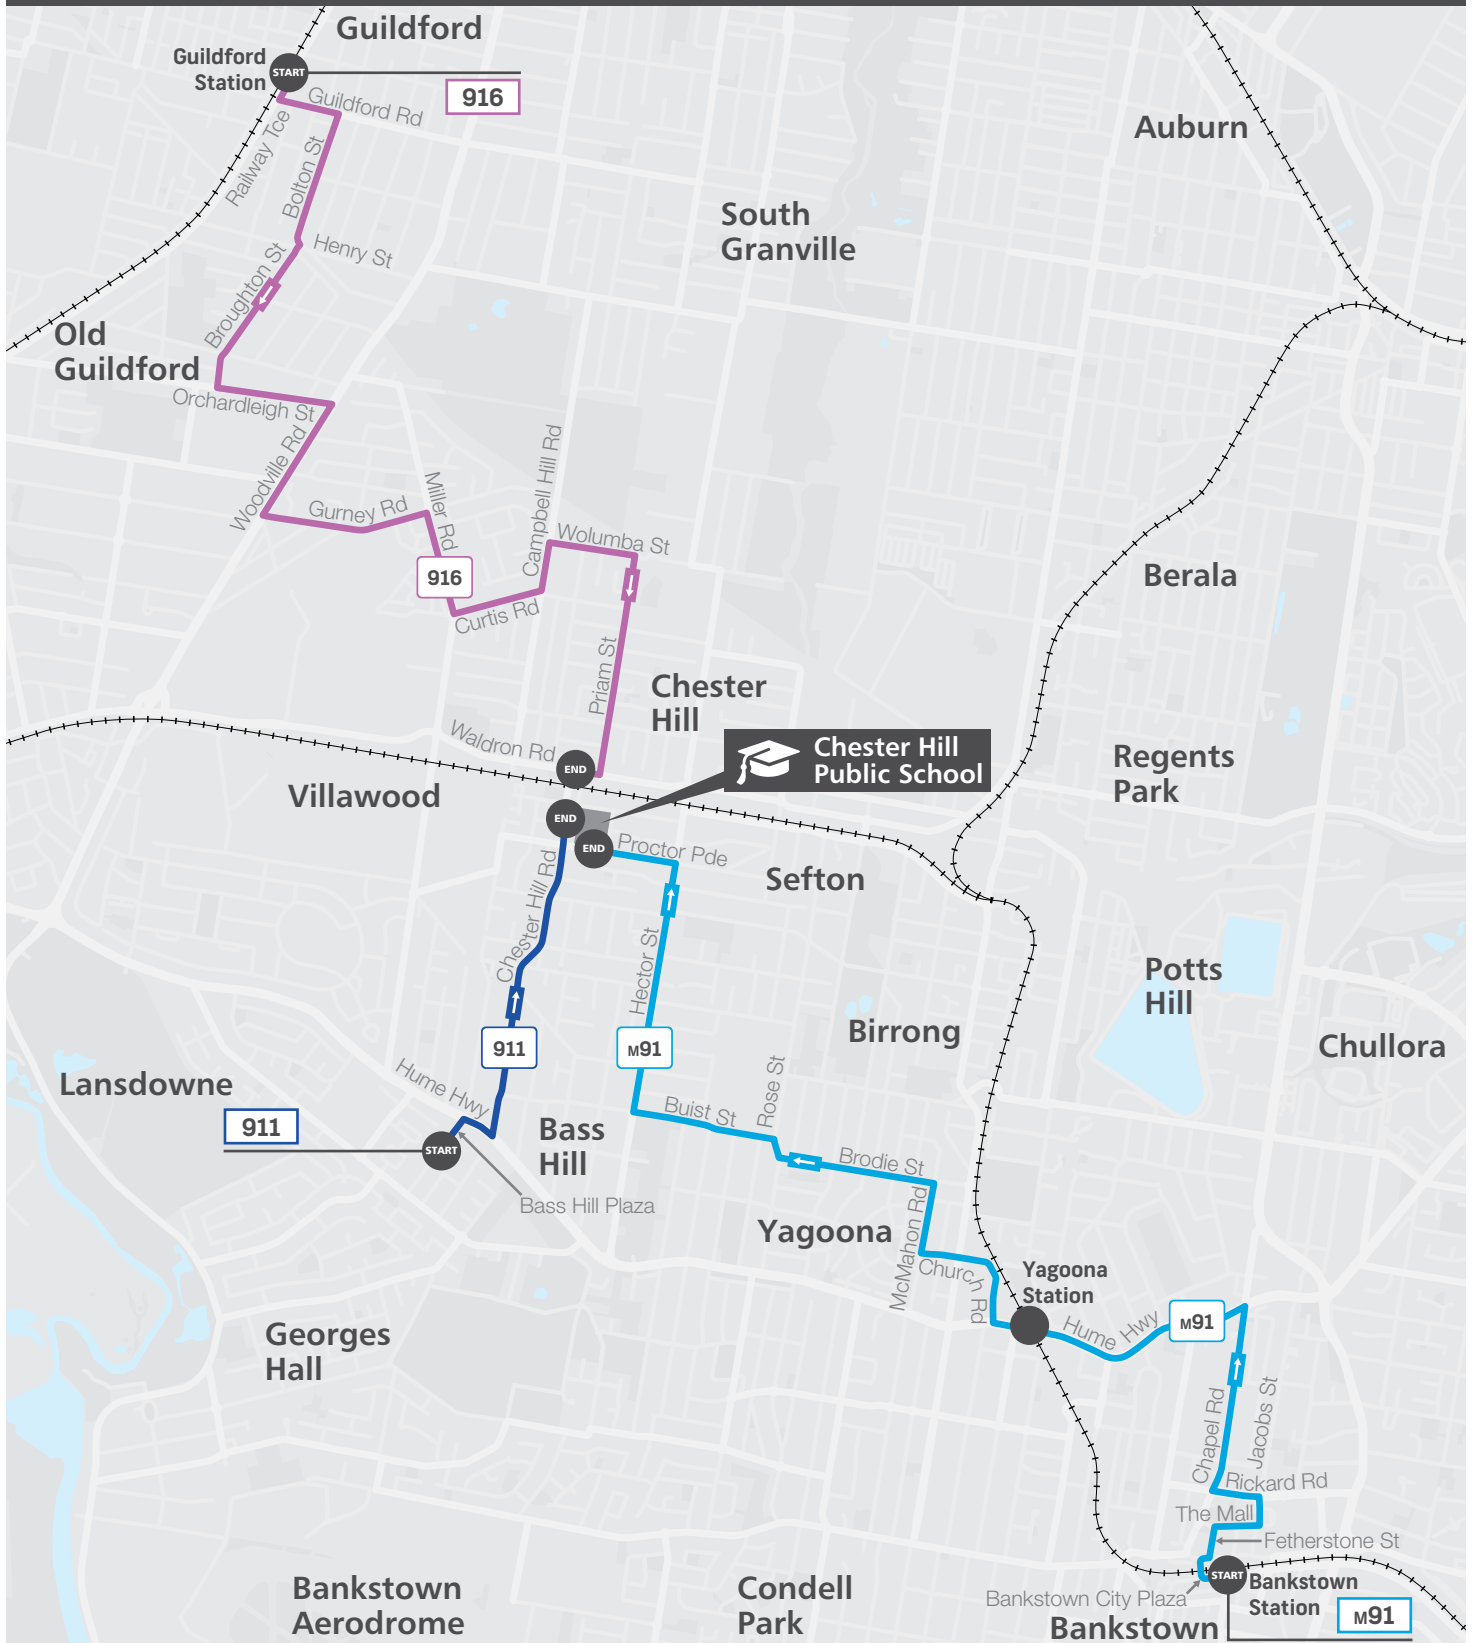 Guildford
Guildford
Station
START
916
Guildford Rd
Railway Tce
Bolton St
Auburn
South
Granville
Henry St
Broughton St
Old
Guildford
Orchardleigh St
Woodville Rd
Gurney Rd
Miller Rd
Campbell Hill Rd
Wolumba St
916
Curtis Rd
Berala
Priam St
Chester
Hill
Waldron Rd
END
Chester Hill
Public School
Regents
Park
Villawood
END
END
Proctor Pde
Sefton
Chester Hill Rd
Hector St
Potts
Hill
Birrong
Chullora
911
M91
Lansdowne
Hume Hwy
911
START
Bass
Hill
Buist St
Rose St
Brodie St
Bass Hill Plaza
Yagoona
McMahon Rd
Church Rd
Yagoona
Station
Hume Hwy
M91
Georges
Hall
Chapel Rd
Jacobs St
Rickard Rd
The Mall
Fetherstone St
START
Bankstown
Station
Bankstown City Plaza
M91
Bankstown
Bankstown
Aerodrome
Condell
Park